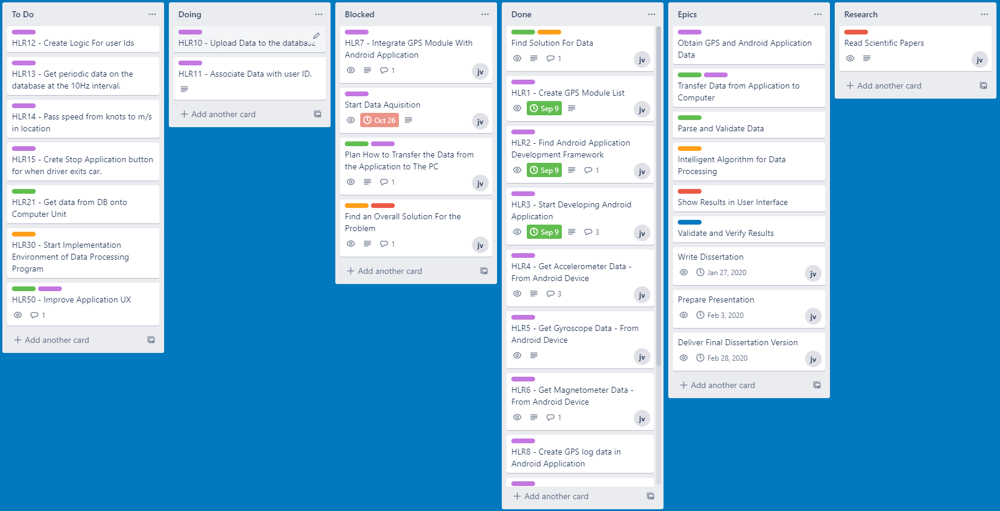 To Do
HLR12 - Create Logic For user Ids
HLR13 - Get periodic data on the
database at the 10Hz interval.
HLR14 - Pass speed from knots to m/s
in location
HLR15 - Crete Stop Application button
for when driver exits car.
HLR21 - Get data from DB onto
Computer Unit
HLR30 - Start Implementation
Environment of Data Processing
Program
HLR50 - Improve Application UX
1
Add another card
Doing
HLR10 - Upload Data to the database
HLR11 - Associate Data with user ID.
Add another card
Blocked
HLR7 - Integrate GPS Module With
Android Application
1
jv
Start Data Aquisition
Oct 26
jv
Plan How to Transfer the Data from
the Application to The PC
1
jv
Find an Overall Solution For the
Problem
1
jv
Add another card
Done
Find Solution For Data
1
jv
HLR1 - Create GPS Module List
Sep 9
jv
HLR2 - Find Android Application
Development Framework
Sep 9 1
jv
HLR3 - Start Developing Android
Application
Sep 9 3
jv
HLR4 - Get Accelerometer Data -
From Android Device
3
jv
HLR5 - Get Gyroscope Data - From
Android Device
jv
HLR6 - Get Magnetometer Data -
From Android Device
1
jv
HLR8 - Create GPS log data in
Android Application
Add another card
Epics
Obtain GPS and Android Application
Data
Transfer Data from Application to
Computer
Parse and Validate Data
Intelligent Algorithm for Data
Processing
Show Results in User Interface
Validate and Verify Results
Write Dissertation
Jan 27, 2020
jv
Prepare Presentation
Feb 3, 2020
jv
Deliver Final Dissertation Version
Feb 28, 2020
jv
Add another card
Research
Read Scientific Papers
jv
Add another card